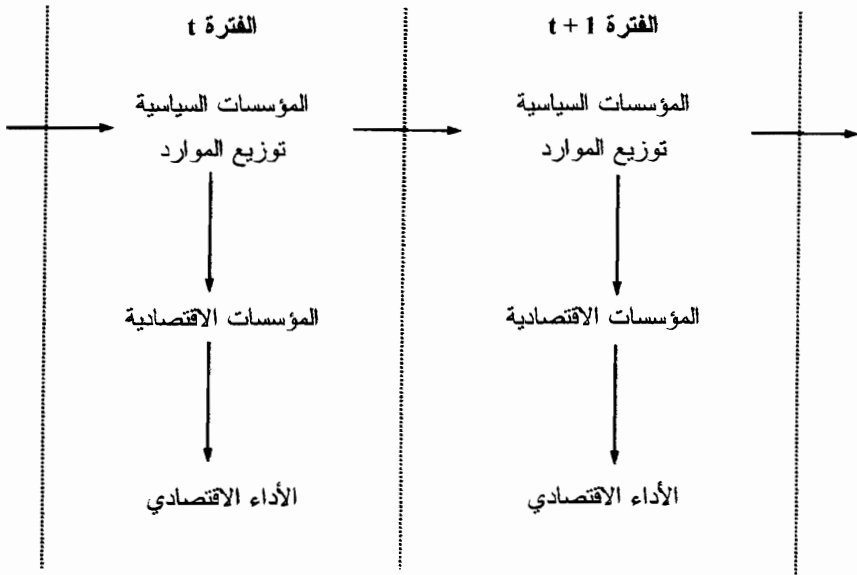 الفترة t
المؤسسات السياسية
توزيع الموارد
المؤسسات الاقتصادية
الأداء الاقتصادي
الفترة t + 1
المؤسسات السياسية
توزيع الموارد
المؤسسات الاقتصادية
الأداء الاقتصادي